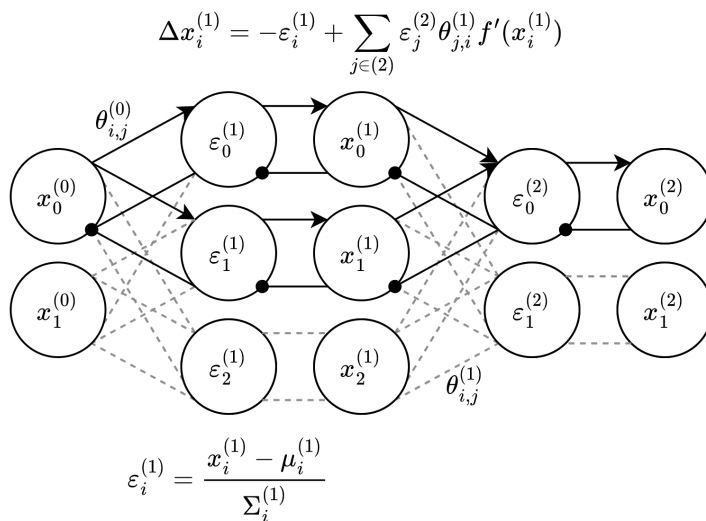 Δx_i^{(1)} = -ε_i^{(1)} + ∑_{j∈(2)} ε_j^{(2)} θ_{j,i}^{(1)} f'(x_i^{(1)})
θ_{i,j}^{(0)}
ε_0^{(1)} x_0^{(1)}
x_0^{(0)} ε_0^{(2)} x_0^{(2)}
ε_1^{(1)} x_1^{(1)}
x_1^{(0)} ε_1^{(2)} x_1^{(2)}
ε_2^{(1)} x_2^{(1)}
θ_{i,j}^{(1)}
ε_i^{(1)} = \frac{x_i^{(1)} - μ_i^{(1)}}{Σ_i^{(1)}}